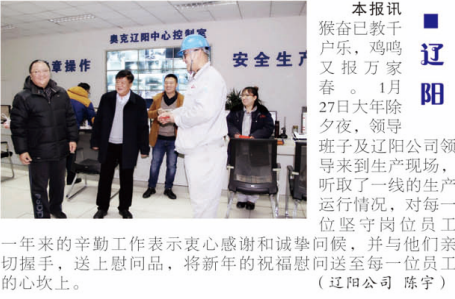 奥克辽阳中心控制室
章操作
安全生产
■辽阳
本报讯
猴奋已教千
户乐，鸡鸣
又报万家
春。1月
27日大年除
夕夜，领导
班子及辽阳公司领
导来到生产现场，
听取了一线的生产
运行情况，对每一
位坚守岗位员工
一年来的辛勤工作表示衷心感谢和诚挚问候，并与他们亲
切握手，送上慰问品，将新年的祝福慰问送至每一位员工
的心坎上。
（辽阳公司 陈宇）